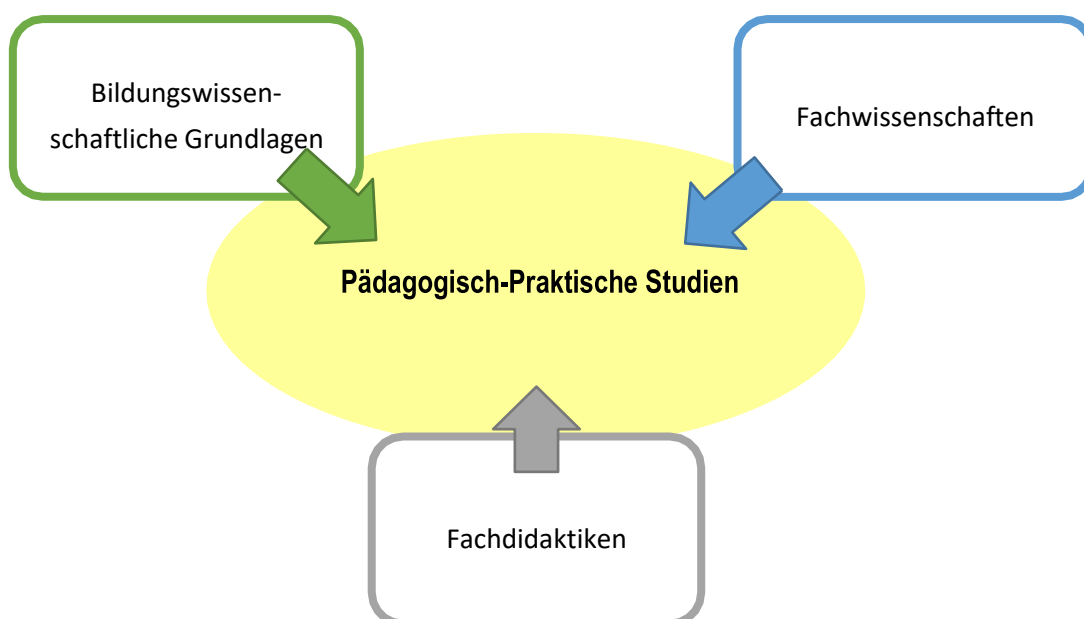 Bildungswissen-
schaftliche Grundlagen
Fachwissenschaften
Pädagogisch-Praktische Studien
Fachdidaktiken